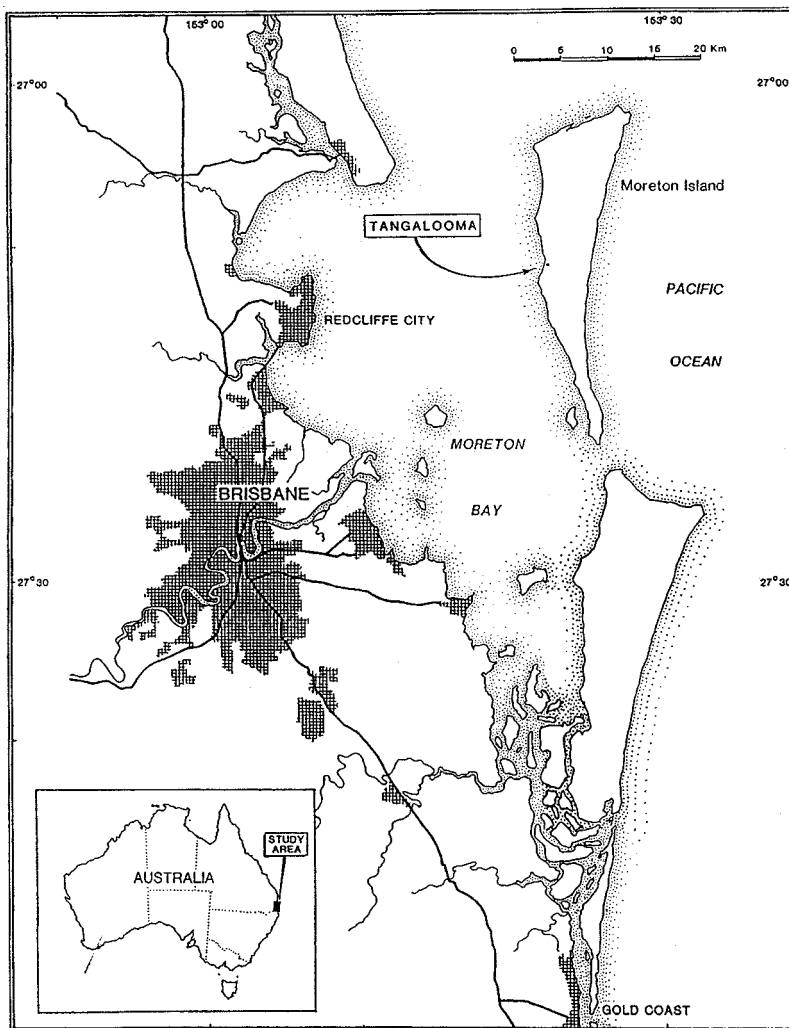 153° 00
153° 30
0 5 10 15 20 Km
27°00
27°00
Moreton Island
TANGALOOMA
PACIFIC
OCEAN
REDCLIFFE CITY
MORETON
BAY
BRISBANE
27°30
27°30
STUDY
AREA
AUSTRALIA
GOLD COAST